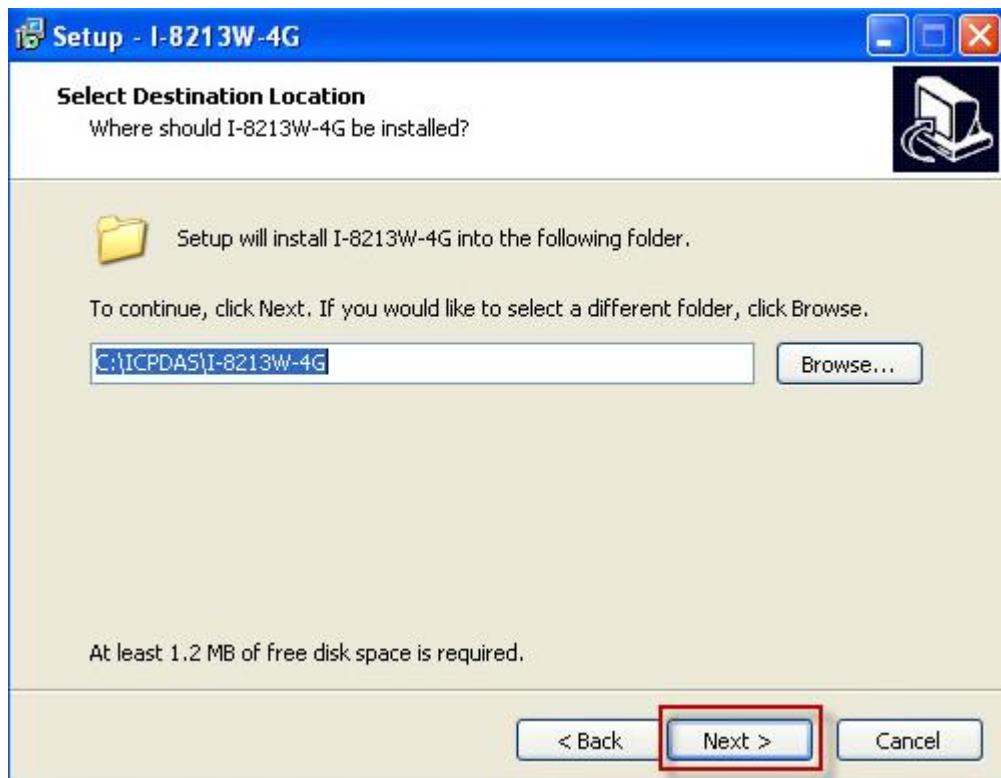 Setup - I-8213W-4G
Select Destination Location
Where should I-8213W-4G be installed?
Setup will install I-8213W-4G into the following folder.
To continue, click Next. If you would like to select a different folder, click Browse.
C:\ICPDAS\I-8213W-4G
Browse...
At least 1.2 MB of free disk space is required.
< Back
Next >
Cancel